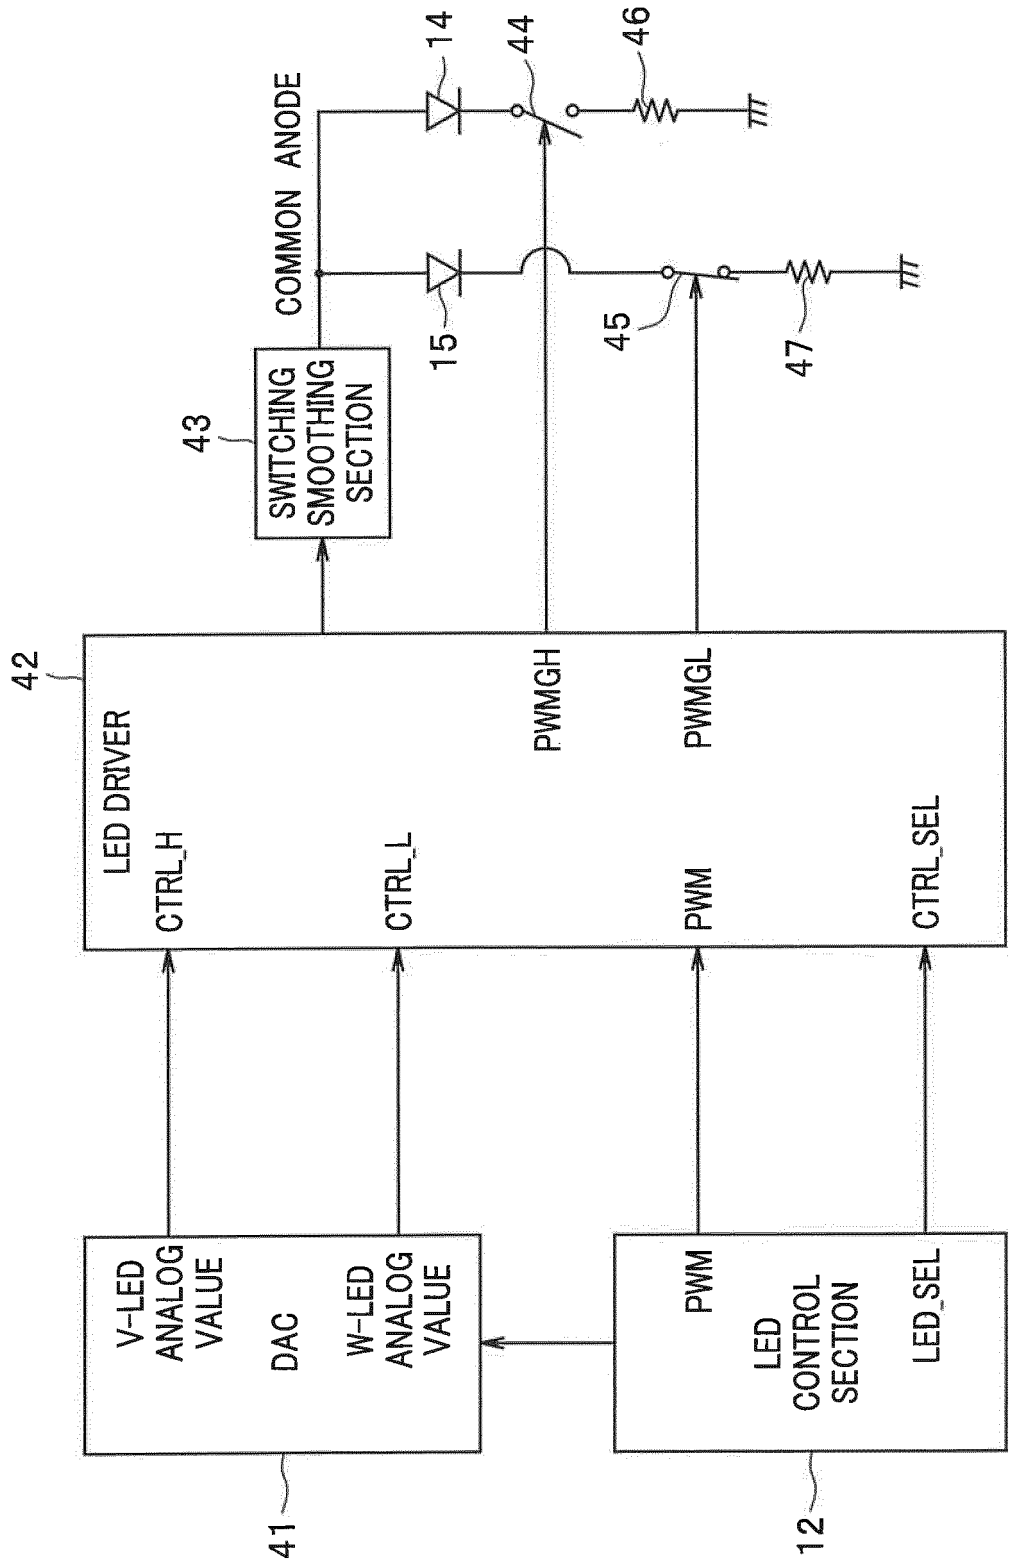 41
V-LED
ANALOG
VALUE
DAC
W-LED
ANALOG
VALUE
12
PWM
LED
CONTROL
SECTION
LED_SEL
42
LED DRIVER
CTRL_H
CTRL_L
PWM
CTRL_SEL
PWMGH
PWMGL
43
SWITCHING
SMOOTHING
SECTION
COMMON ANODE
14
15
44
45
46
47